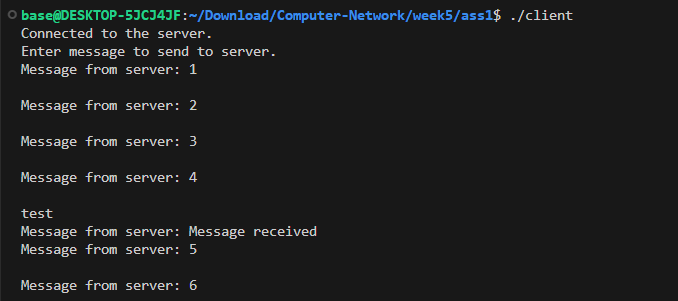 base@DESKTOP-5JCJ4JF:~/Download/Computer-Network/week5/ass1$ ./client
Connected to the server.
Enter message to send to server.
Message from server: 1
Message from server: 2
Message from server: 3
Message from server: 4
test
Message from server: Message received
Message from server: 5
Message from server: 6